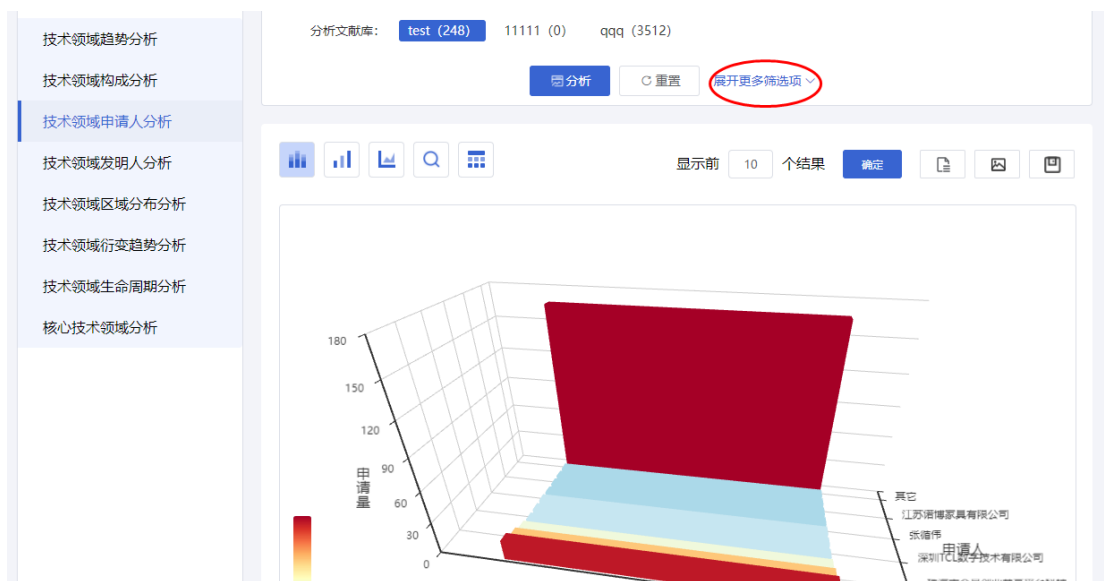 技术领域趋势分析
技术领域构成分析
技术领域申请人分析
技术领域发明人分析
技术领域区域分布分析
技术领域衍变趋势分析
技术领域生命周期分析
核心技术领域分析
分析文献库： test (248) 11111 (0) qqq (3512)
分析 重置 展开更多筛选项
显示前 10 个结果 确定
180
150
120
90
60
30
0
申请量
其它
江苏诺博家具有限公司
张循伟
申请人
深圳TCL数字技术有限公司